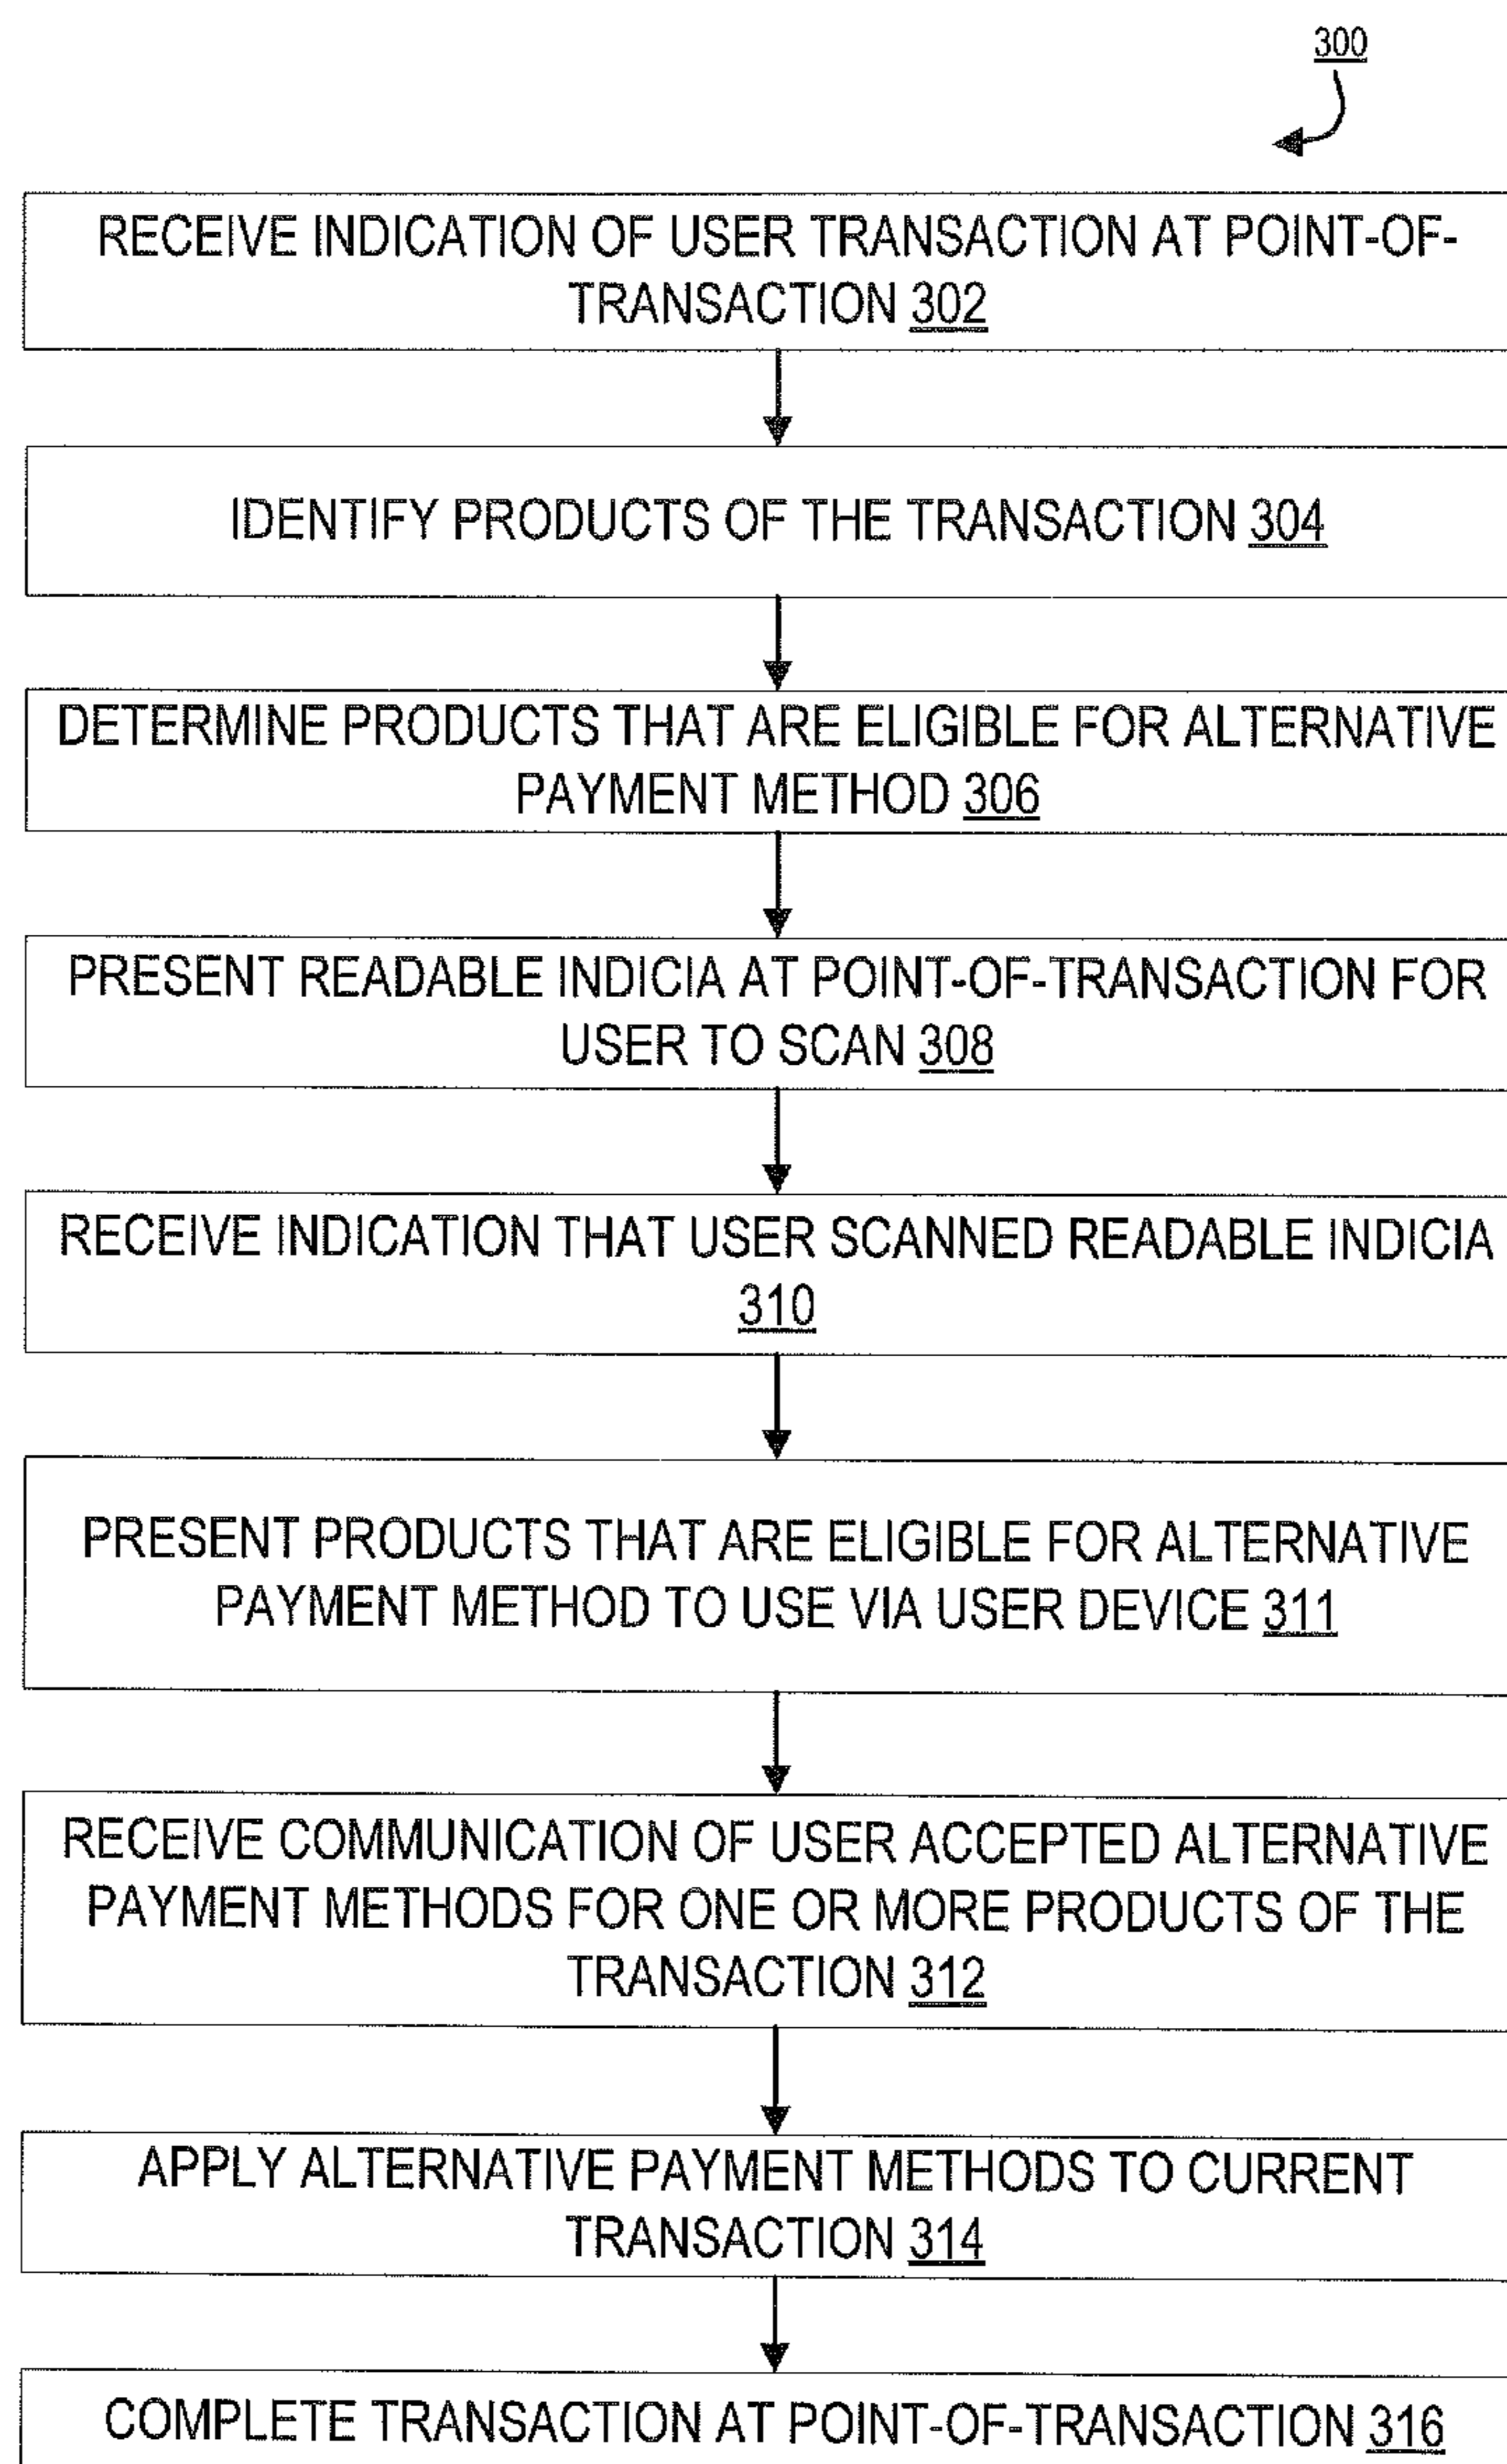 300
RECEIVE INDICATION OF USER TRANSACTION AT POINT-OF-
TRANSACTION 302
IDENTIFY PRODUCTS OF THE TRANSACTION 304
DETERMINE PRODUCTS THAT ARE ELIGIBLE FOR ALTERNATIVE
PAYMENT METHOD 306
PRESENT READABLE INDICIA AT POINT-OF-TRANSACTION FOR
USER TO SCAN 308
RECEIVE INDICATION THAT USER SCANNED READABLE INDICIA
310
PRESENT PRODUCTS THAT ARE ELIGIBLE FOR ALTERNATIVE
PAYMENT METHOD TO USE VIA USER DEVICE 311
RECEIVE COMMUNICATION OF USER ACCEPTED ALTERNATIVE
PAYMENT METHODS FOR ONE OR MORE PRODUCTS OF THE
TRANSACTION 312
APPLY ALTERNATIVE PAYMENT METHODS TO CURRENT
TRANSACTION 314
COMPLETE TRANSACTION AT POINT-OF-TRANSACTION 316